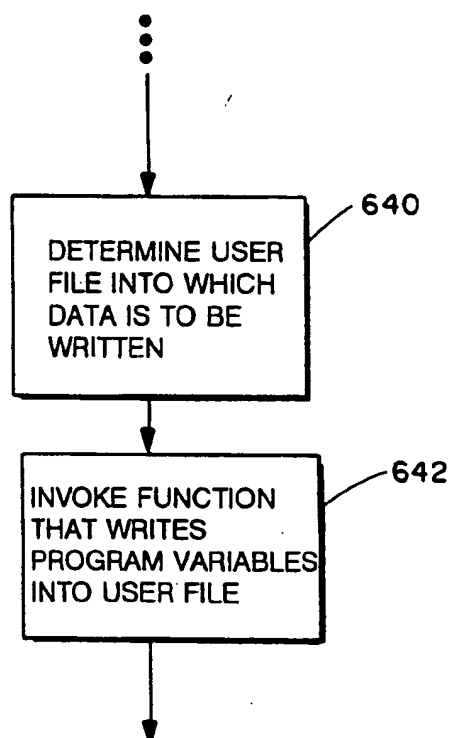 640
DETERMINE USER
FILE INTO WHICH
DATA IS TO BE
WRITTEN
642
INVOKE FUNCTION
THAT WRITES
PROGRAM VARIABLES
INTO USER FILE